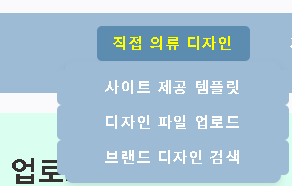 직접 의류 디자인
사이트 제공 템플릿
디자인 파일 업로드
브랜드 디자인 검색
업로